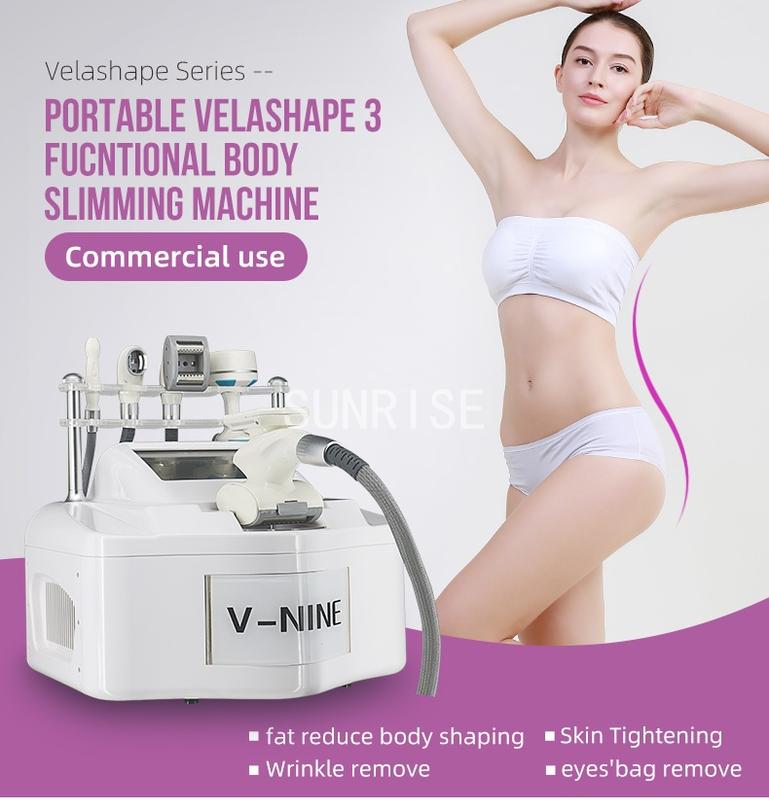 Velashape Series --
PORTABLE VELASHAPE 3
FUCNTIONAL BODY
SLIMMING MACHINE
Commercial use
SUNRISE
V-NINE
■ fat reduce body shaping
■ Skin Tightening
■ Wrinkle remove
■ eyes'bag remove